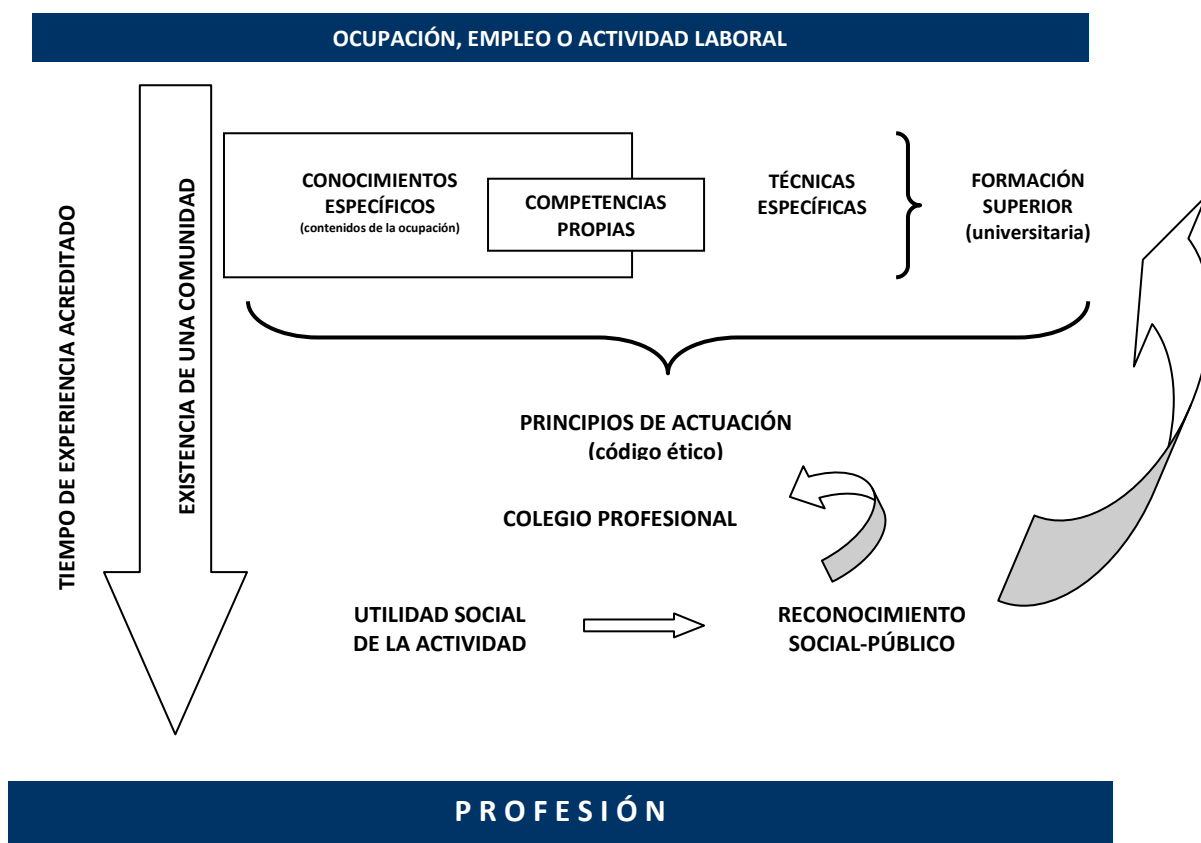 OCUPACIÓN, EMPLEO O ACTIVIDAD LABORAL
TIEMPO DE EXPERIENCIA ACREDITADO
EXISTENCIA DE UNA COMUNIDAD
CONOCIMIENTOS
ESPECÍFICOS
(contenidos de la ocupación)
COMPETENCIAS
PROPIAS
TÉCNICAS
ESPECÍFICAS
FORMACIÓN
SUPERIOR
(universitaria)
PRINCIPIOS DE ACTUACIÓN
(código ético)
COLEGIO PROFESIONAL
UTILIDAD SOCIAL
DE LA ACTIVIDAD
RECONOCIMIENTO
SOCIAL-PÚBLICO
PROFESIÓN